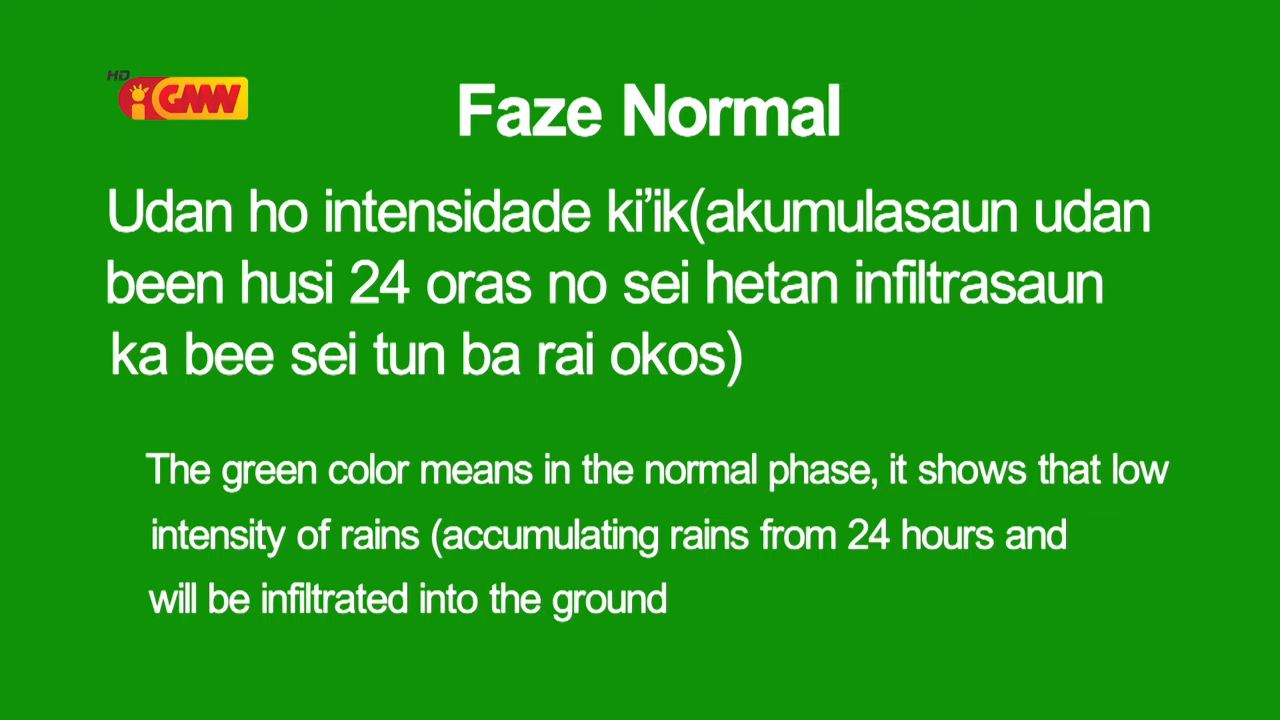 HD
GMN
Faze Normal
Udan ho intensidade ki’ik(akumulasaun udan
been husi 24 oras no sei hetan infiltrasaun
ka bee sei tun ba rai okos)
The green color means in the normal phase, it shows that low
intensity of rains (accumulating rains from 24 hours and
will be infiltrated into the ground